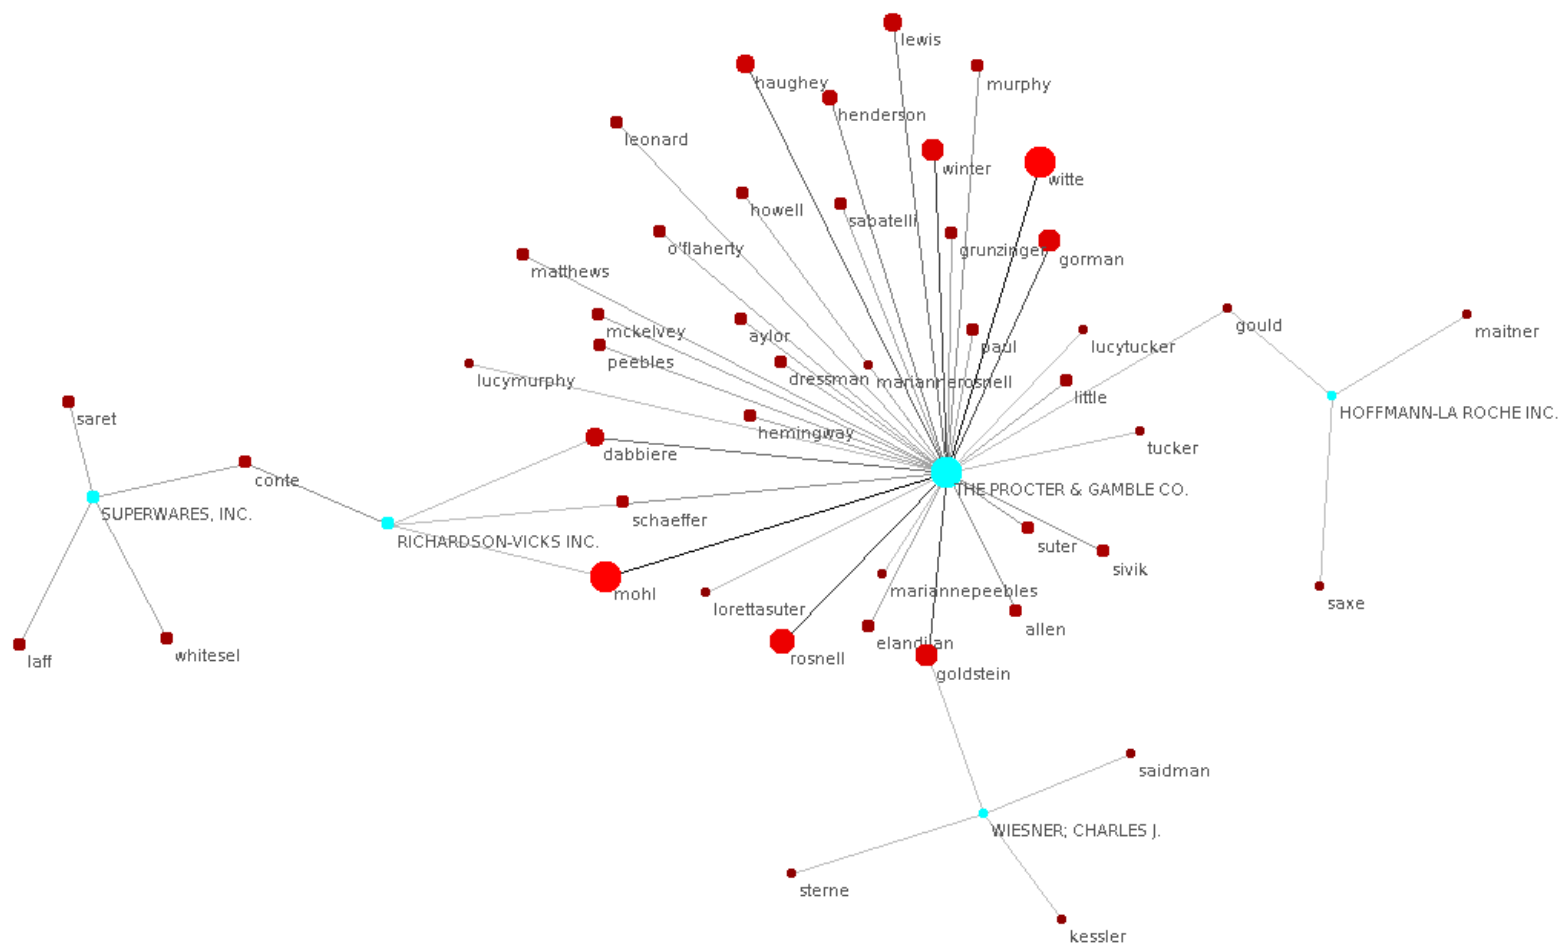 lewis
haughey
murphy
henderson
leonard
winter
witte
howell
sabatelli
o'flaherty
grunzinger
gorman
matthews
mckelvey
aylor
paul
lucytucker
gould
maitner
peebles
dressman
mariannerosnell
lucymurphy
little
HOFFMANN-LA ROCHE INC.
saret
hemingway
tucker
dabbiere
conte
THE PROCTER & GAMBLE CO.
SUPERWARES, INC.
schaeffer
RICHARDSON-VICKS INC.
suter
sivik
mohl
mariannepeebles
lorettasuter
saxe
allen
elandjian
whitesel
laff
rosnell
goldstein
saidman
WIESNER; CHARLES J.
sterne
kessler